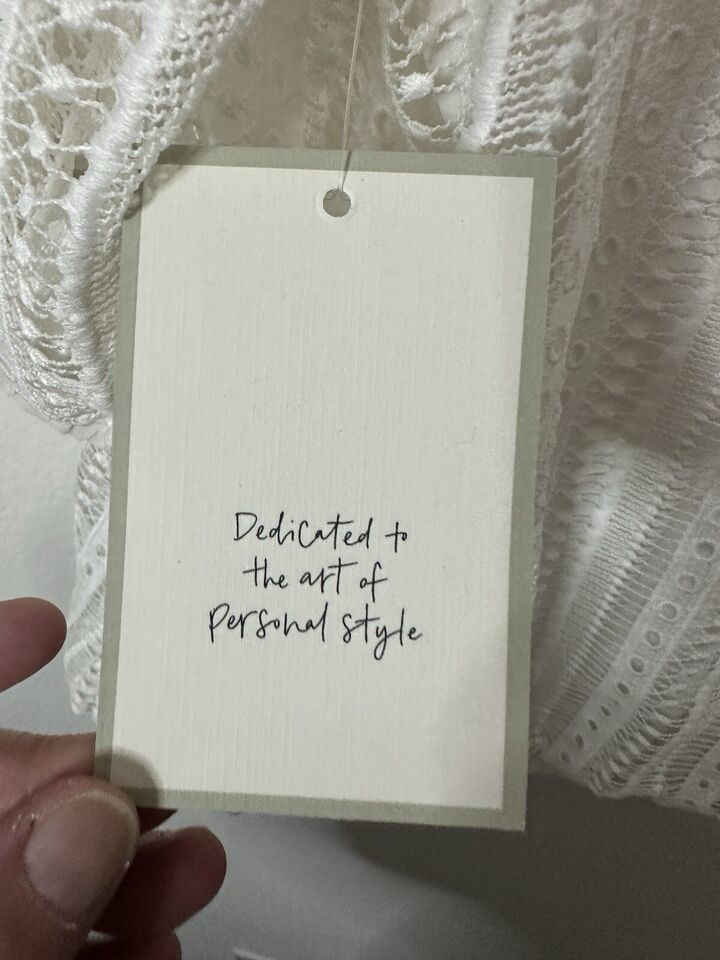 Dedicated to
the art of
personal style